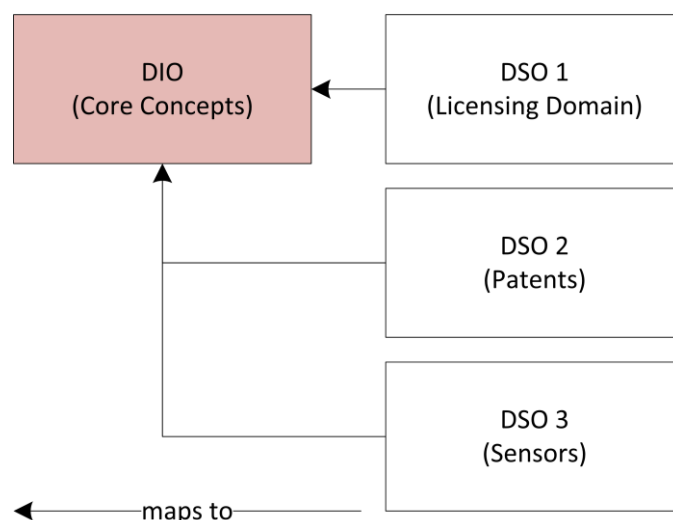 DIO
(Core Concepts)
DSO 1
(Licensing Domain)
DSO 2
(Patents)
DSO 3
(Sensors)
maps to